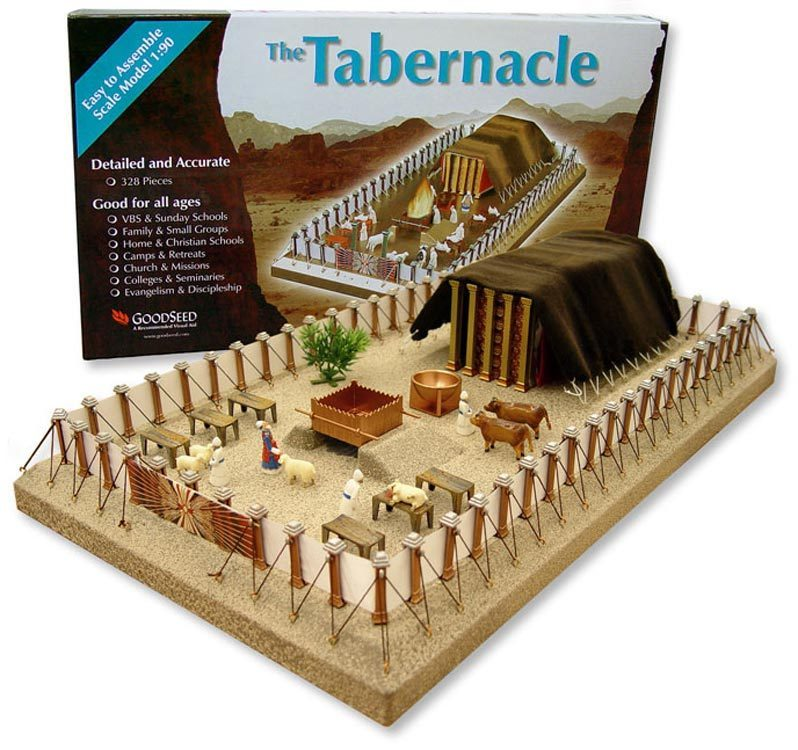 Easy to Assemble
Scale Model 1:90
The Tabernacle
Detailed and Accurate
328 Pieces
Good for all ages
VBS & Sunday Schools
Family & Small Groups
Home & Christian Schools
Camps & Retreats
Church & Missions
Colleges & Seminaries
Evangelism & Discipleship
GOODSEED
A Recommended Visual Aid
www.goodseed.com